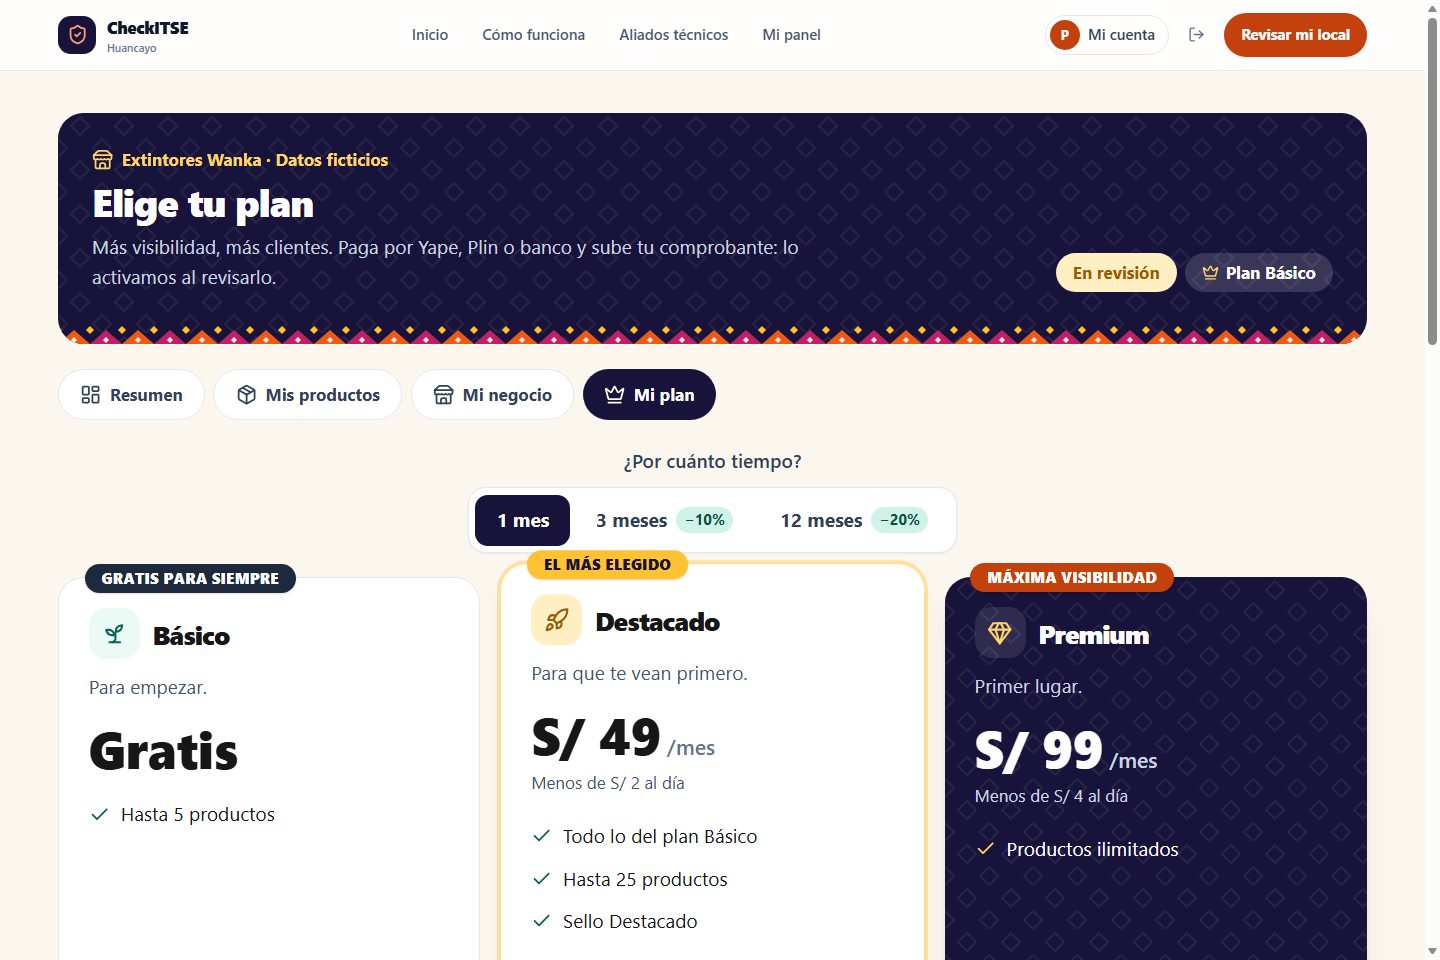 CheckITSE
Huancayo
Inicio
Cómo funciona
Aliados técnicos
Mi panel
P
Mi cuenta
Revisar mi local
Extintores Wanka · Datos ficticios
Elige tu plan
Más visibilidad, más clientes. Paga por Yape, Plin o banco y sube tu comprobante: lo
activamos al revisarlo.
En revisión
Plan Básico
Resumen
Mis productos
Mi negocio
Mi plan
¿Por cuánto tiempo?
1 mes
3 meses
−10%
12 meses
−20%
GRATIS PARA SIEMPRE
Básico
Para empezar.
Gratis
Hasta 5 productos
EL MÁS ELEGIDO
Destacado
Para que te vean primero.
S/ 49 /mes
Menos de S/ 2 al día
Todo lo del plan Básico
Hasta 25 productos
Sello Destacado
MÁXIMA VISIBILIDAD
Premium
Primer lugar.
S/ 99 /mes
Menos de S/ 4 al día
Productos ilimitados